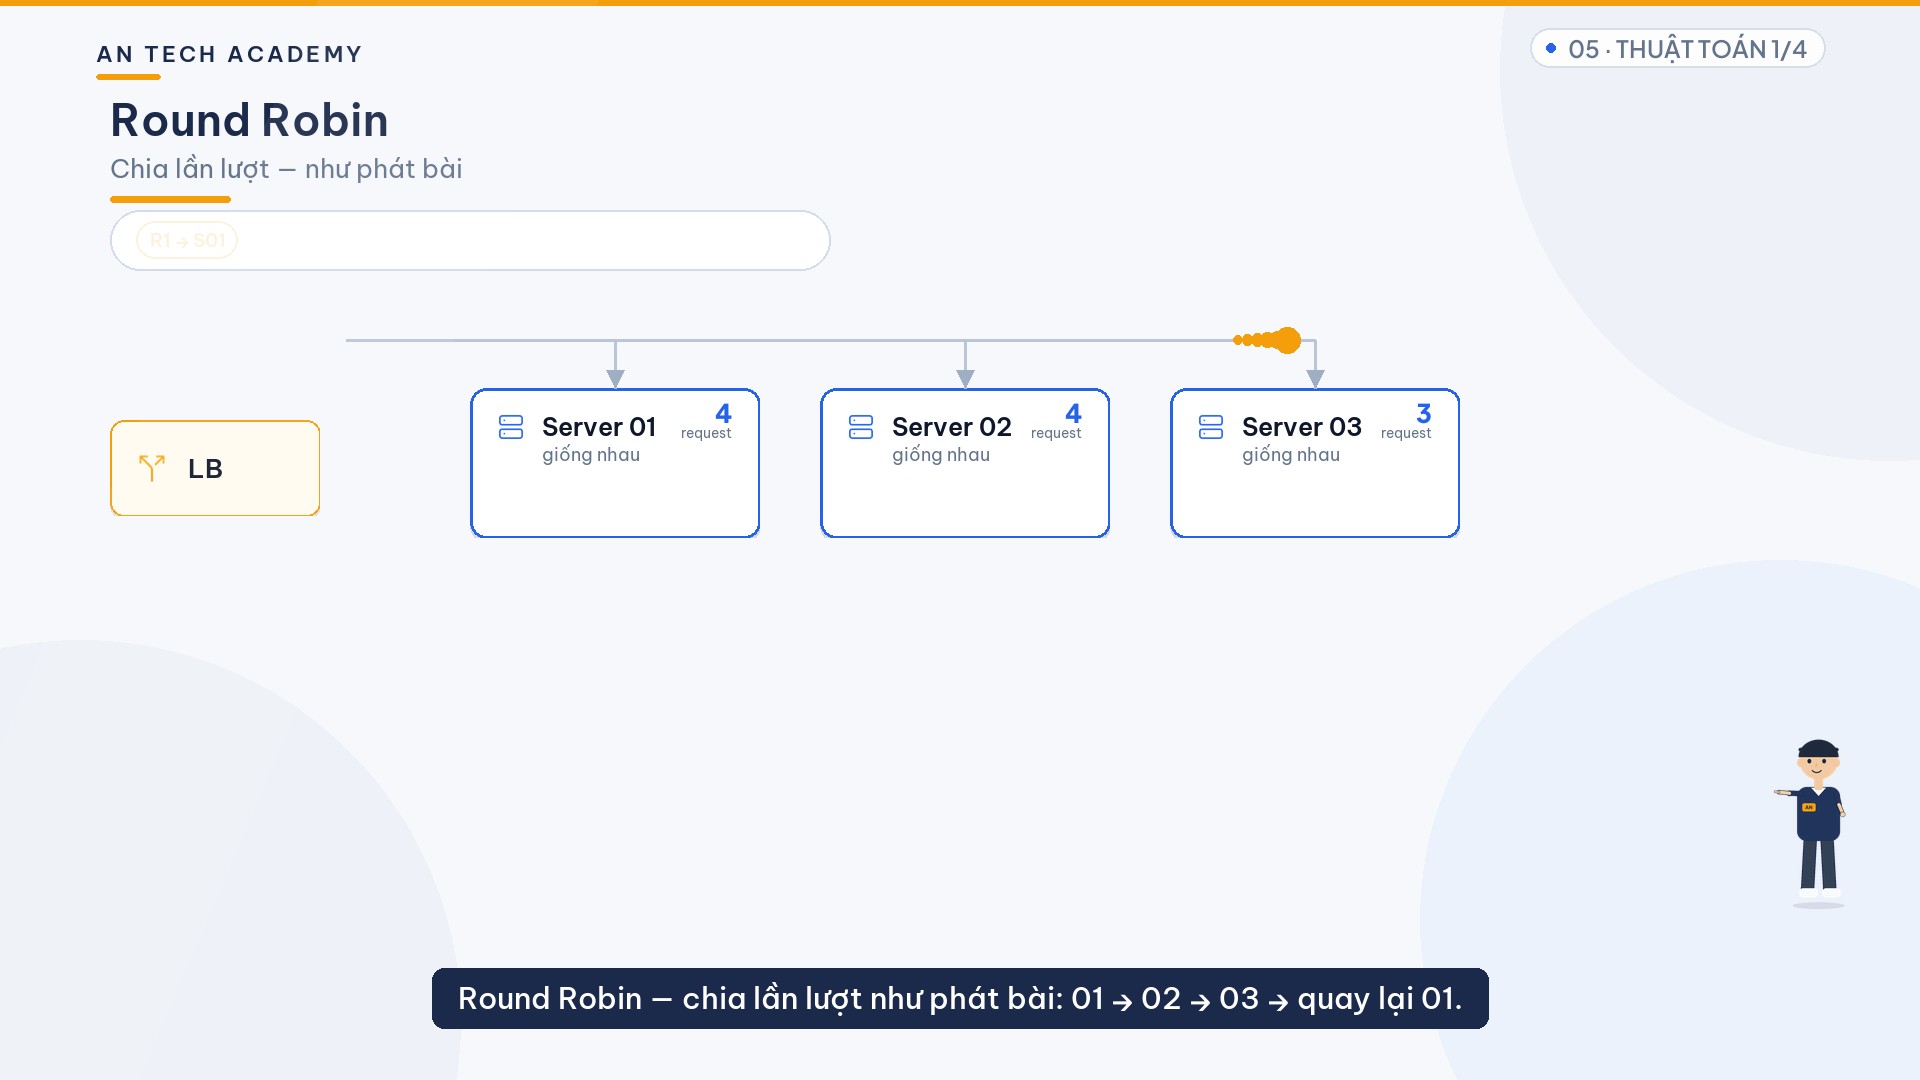 AN TECH ACADEMY
05 · THUẬT TOÁN 1/4
Round Robin
Chia lần lượt — như phát bài
R1 → S01
LB
Server 01
4
request
giống nhau
Server 02
4
request
giống nhau
Server 03
3
request
giống nhau
AN
Round Robin — chia lần lượt như phát bài: 01 → 02 → 03 → quay lại 01.